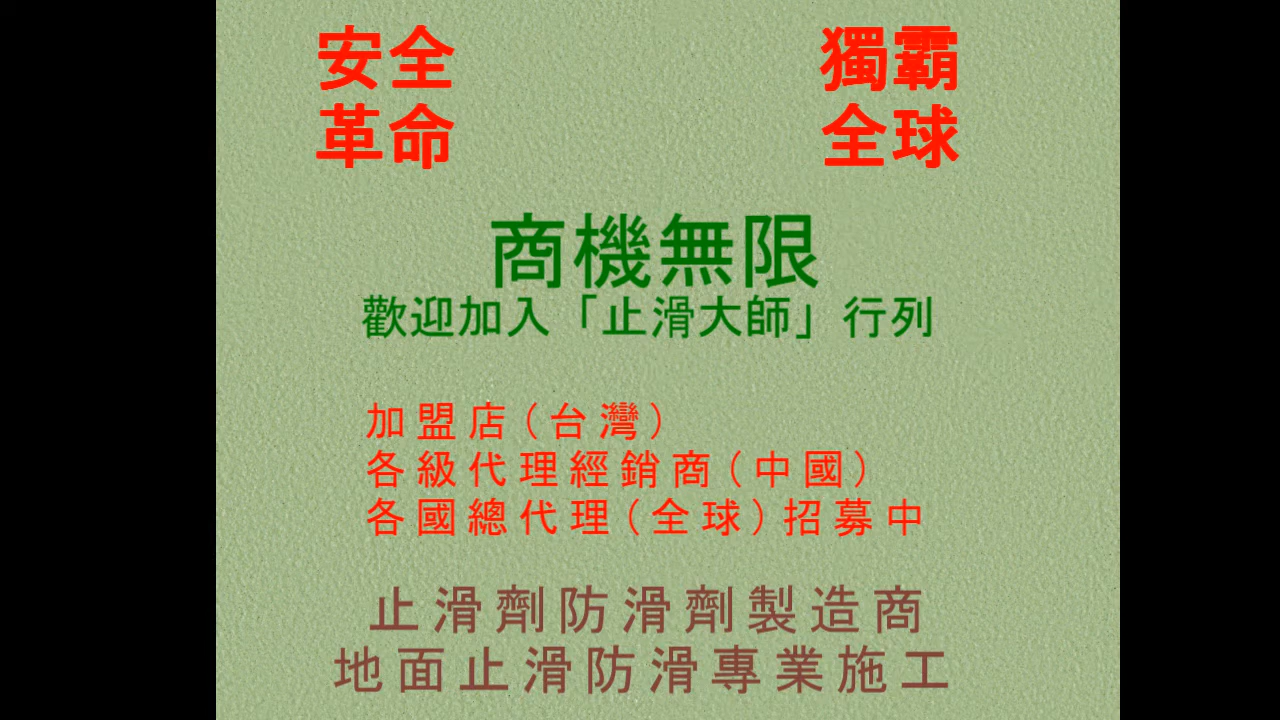 安全
革命
獨霸
全球
商機無限
歡迎加入「止滑大師」行列
加盟店(台灣)
各級代理經銷商(中國)
各國總代理(全球)招募中
止滑劑防滑劑製造商
地面止滑防滑專業施工